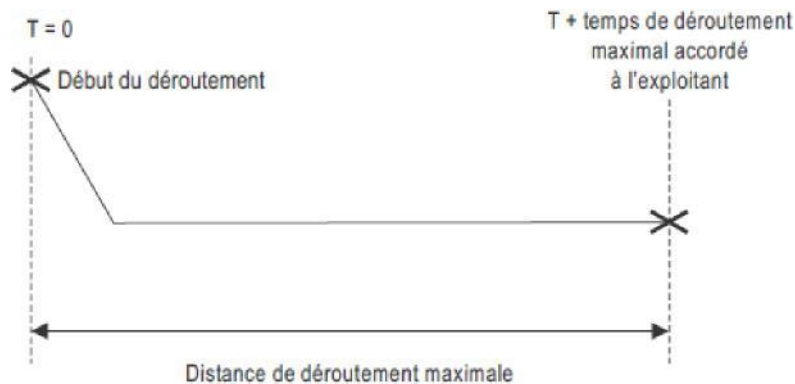 T = 0
T + temps de déroutement
maximal accordé
à l'exploitant
Début du déroutement
Distance de déroutement maximale